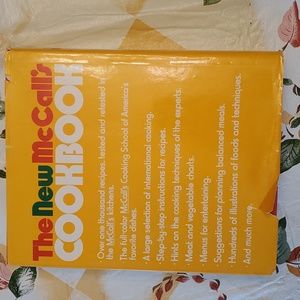 The New McCall's
COOKBOOK
Over one thousand recipes, tested and retested in
the McCall's kitchens.
The full-color McCall's Cooking School of America's
favorite dishes.
• A large selection of international cooking.
• Step-by-step instructions for recipes.
• Hints on the cooking techniques of the experts.
• Meat and vegetable charts.
• Menus for entertaining.
• Suggestions for planning balanced meals.
• Hundreds of illustrations of foods and techniques.
• And much more.